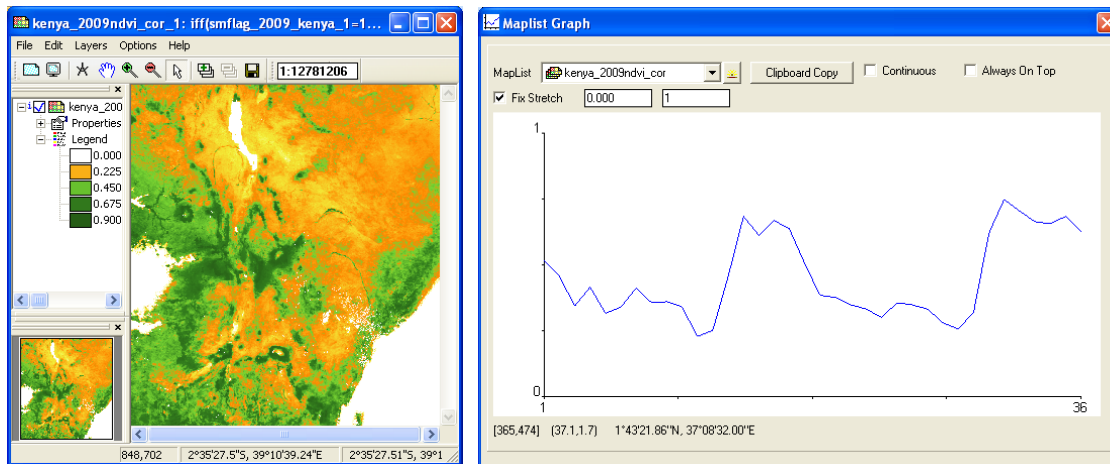 kenya_2009ndvi_cor_1: iff(smflag_2009_kenya_1=1...
File Edit Layers Options Help
1:12781206
kenya_200
Properties
Legend
0.000
0.225
0.450
0.675
0.900
848,702 2°35'27.5"S, 39°10'39.24"E 2°35'27.51"S, 39°1
Maplist Graph
MapList kenya_2009ndvi_cor Clipboard Copy Continuous Always On Top
Fix Stretch 0.000 1
1
0
1 36
[365,474] (37.1,1.7) 1°43'21.86"N, 37°08'32.00"E